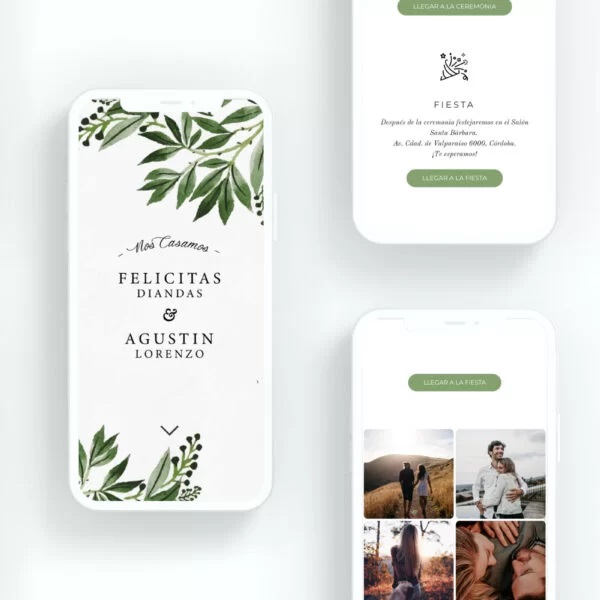 - Nos Casamos -
FELICITAS
DIANDAS
&
AGUSTIN
LORENZO
LLEGAR A LA CEREMONIA
FIESTA
Después de la ceremonia festejaremos en el Salón
Santa Bárbara.
Av. Cdad. de Valparaíso 6009, Córdoba.
¡Te esperamos!
LLEGAR A LA FIESTA
LLEGAR A LA FIESTA